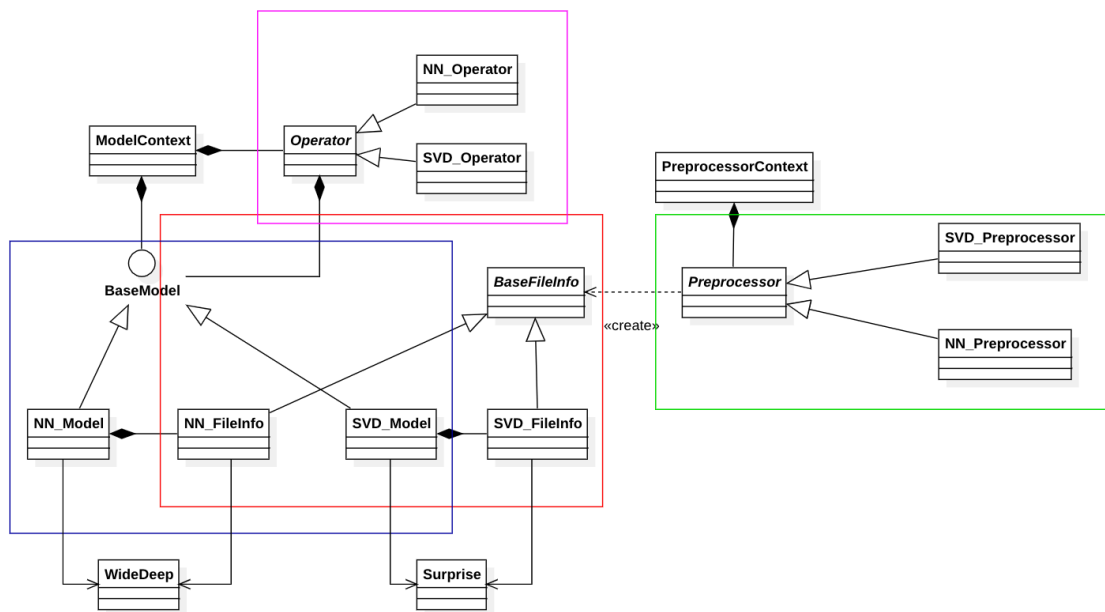 NN_Operator
ModelContext
Operator
SVD_Operator
PreprocessorContext
SVD_Preprocessor
BaseModel
BaseFileInfo
Preprocessor
«create»
NN_Preprocessor
NN_Model
NN_FileInfo
SVD_Model
SVD_FileInfo
WideDeep
Surprise